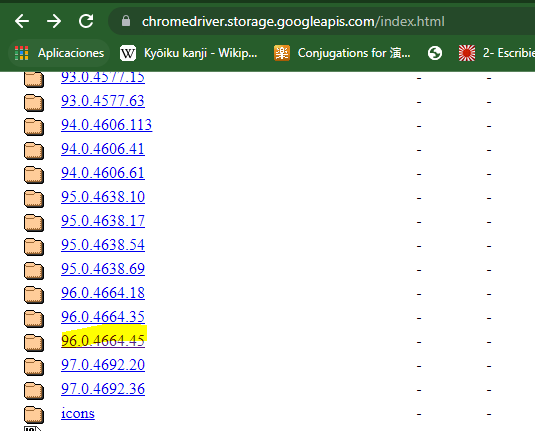 chromedriver.storage.googleapis.com/index.html
Aplicaciones W Kyōiku kanji - Wikip... Conjugations for 演... 2- Escribie
93.0.4577.15 - -
93.0.4577.63 - -
94.0.4606.113 - -
94.0.4606.41 - -
94.0.4606.61 - -
95.0.4638.10 - -
95.0.4638.17 - -
95.0.4638.54 - -
95.0.4638.69 - -
96.0.4664.18 - -
96.0.4664.35 - -
96.0.4664.45 - -
97.0.4692.20 - -
97.0.4692.36 - -
icons - -